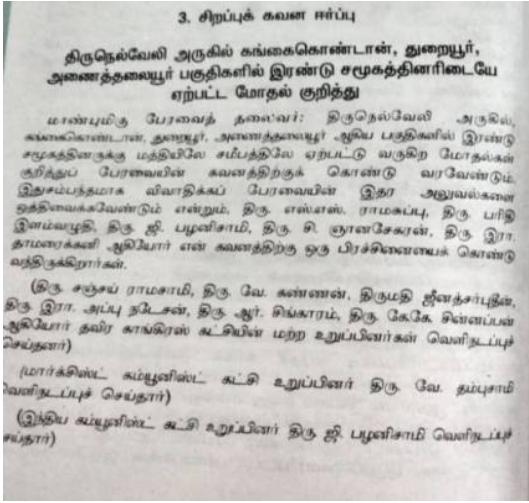 3. சிறப்புக் கவன ஈர்ப்பு
திருநெல்வேலி அருகில் கங்கைகொண்டான், துறையூர்,
அணைத்தலையூர் பகுதிகளில் இரண்டு சமூகத்தினரிடையே
ஏற்பட்ட மோதல் குறித்து
மாண்புமிகு பேரவைத் தலைவர்: திருநெல்வேலி அருகில்,
கங்கைகொண்டான், துறையூர், அணைத்தலையூர் ஆகிய பகுதிகளில் இரண்டு
சமூகத்தினருக்கு மத்தியிலே சமீபத்திலே ஏற்பட்டு வருகிற மோதல்கள்
குறித்துப் பேரவையின் கவனத்திற்குக் கொண்டு வரவேண்டும்.
இதுசம்பந்தமாக விவாதிக்கப் பேரவையின் இதர அலுவல்களை
ஒத்திவைக்கவேண்டும் என்றும், திரு. எஸ்.எஸ். ராமசுப்பு, திரு. பரிதி
இளம்வழுதி, திரு. ஜி. பழனிசாமி, திரு. சி. ஞானசேகரன், திரு. இரா.
தாமரைக்கனி ஆகியோர் என் கவனத்திற்கு ஒரு பிரச்சினையைக் கொண்டு
வந்திருக்கிறார்கள்.
(திரு. சஞ்சய் ராமசாமி, திரு. வே. கண்ணன், திருமதி ஜீனத்சர்புதீன்,
திரு. இரா. அப்பு நடேசன், திரு. ஆர். சிங்காரம், திரு. கே.கே. சின்னப்பன்
ஆகியோர் தவிர காங்கிரஸ் கட்சியின் மற்ற உறுப்பினர்கள் வெளிநடப்புச்
செய்தனர்)
(மார்க்சிஸ்ட் கம்யூனிஸ்ட் கட்சி உறுப்பினர் திரு. வே. தம்புசாமி
வெளிநடப்புச் செய்தார்)
(இந்திய கம்யூனிஸ்ட் கட்சி உறுப்பினர் திரு ஜி. பழனிசாமி வெளிநடப்புச்
சய்தார்)